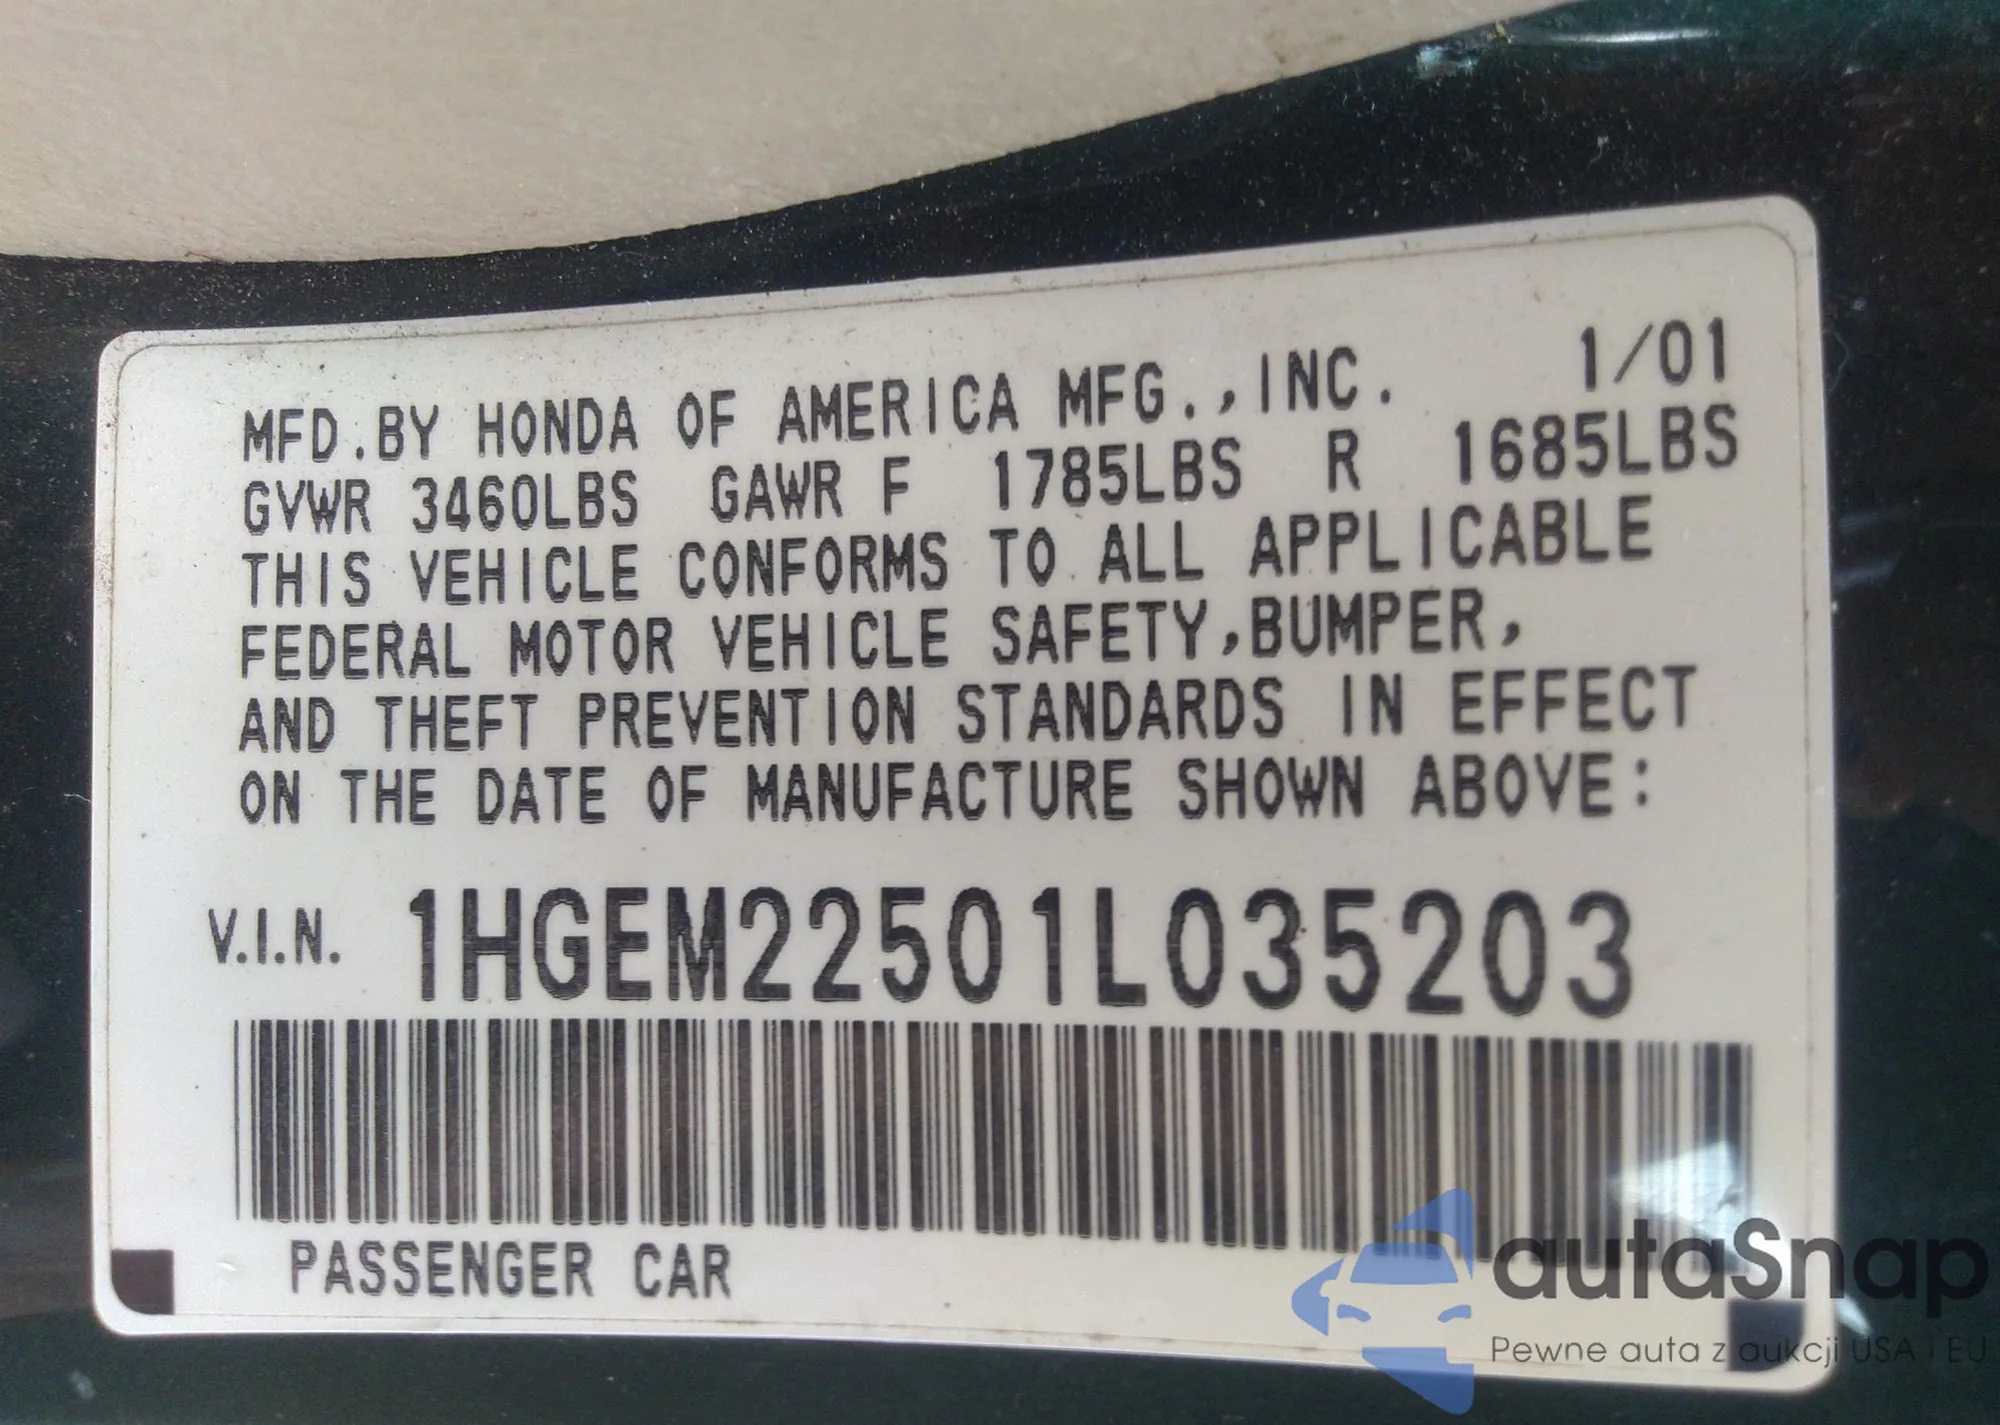 MFD.BY HONDA OF AMERICA MFG.,INC. 1/01
GVWR 3460LBS GAWR F 1785LBS R 1685LBS
THIS VEHICLE CONFORMS TO ALL APPLICABLE
FEDERAL MOTOR VEHICLE SAFETY,BUMPER,
AND THEFT PREVENTION STANDARDS IN EFFECT
ON THE DATE OF MANUFACTURE SHOWN ABOVE:
V.I.N. 1HGEM22501L035203
PASSENGER CAR
autaSnap
Pewne auta z aukcji USA i EU